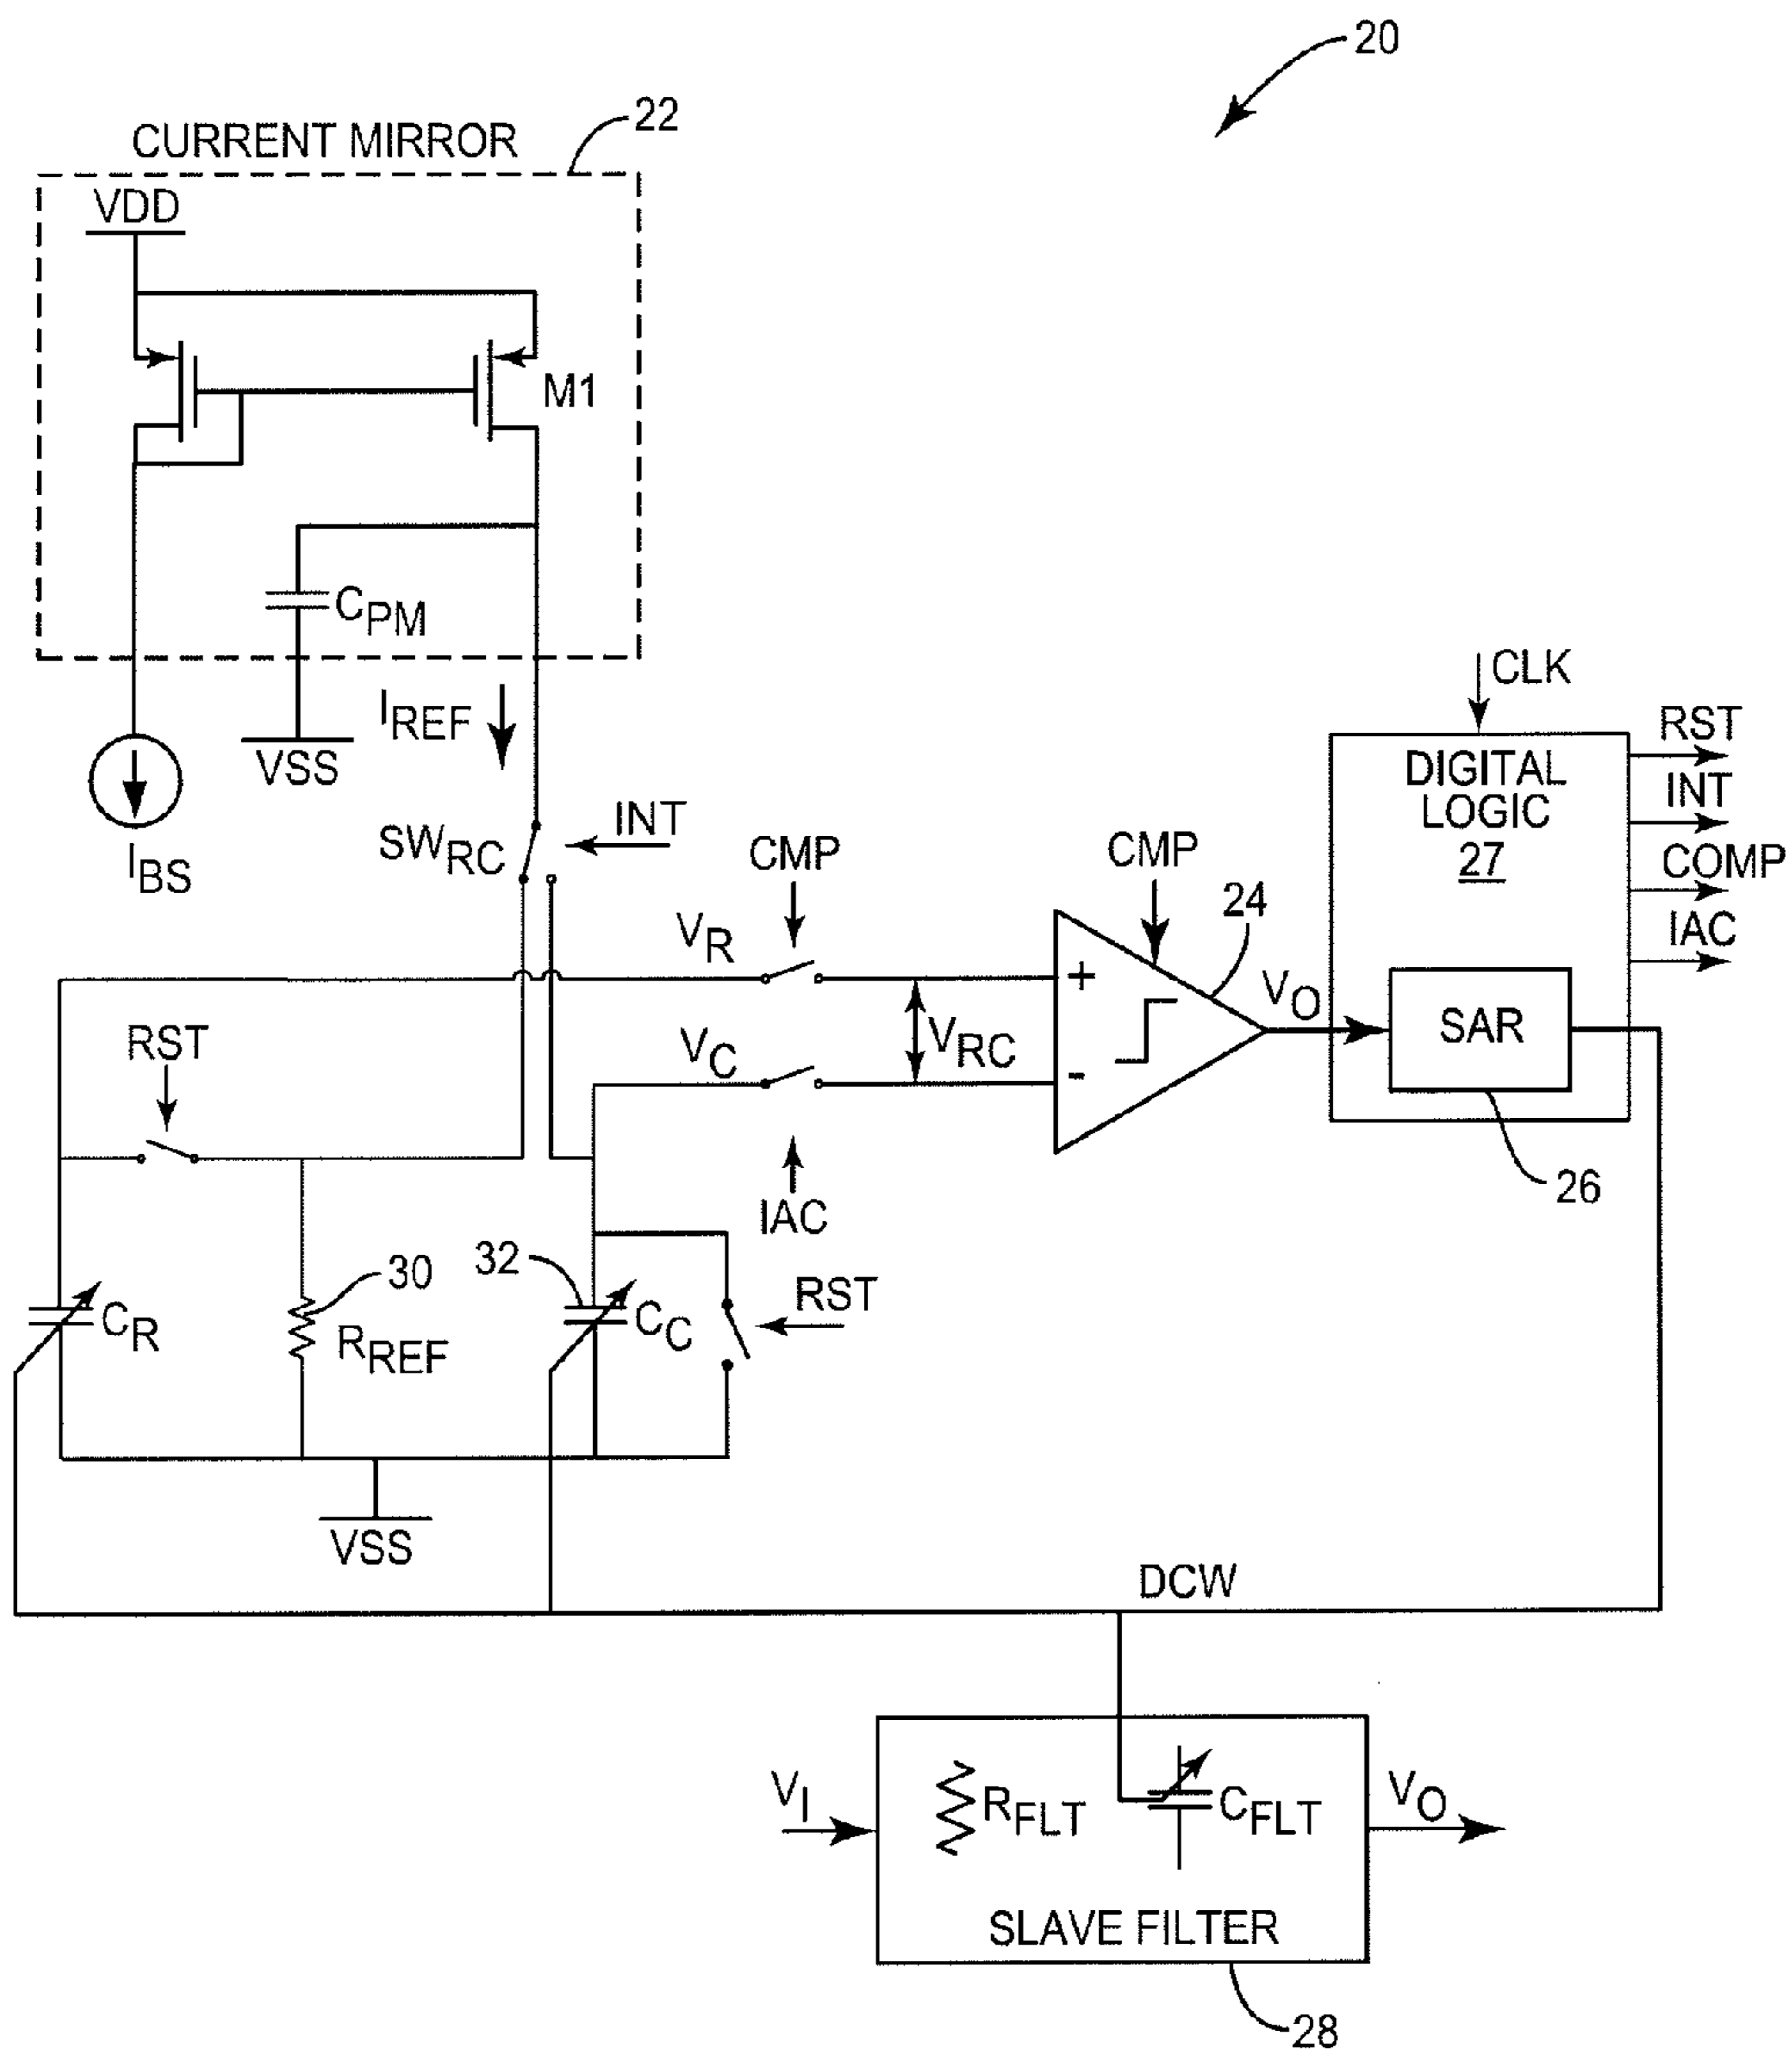 20
22
CURRENT MIRROR
VDD
M1
CPM
IREF
VSS
IBS
SWRC
INT
CMP
CMP
24
CLK
RST
INT
COMP
IAC
DIGITAL
LOGIC
27
VR
+
VO
SAR
VRC
VC
-
RST
26
IAC
32
30
CR
RREF
CC
RST
VSS
DCW
VI
RFLT
CFLT
VO
SLAVE FILTER
28